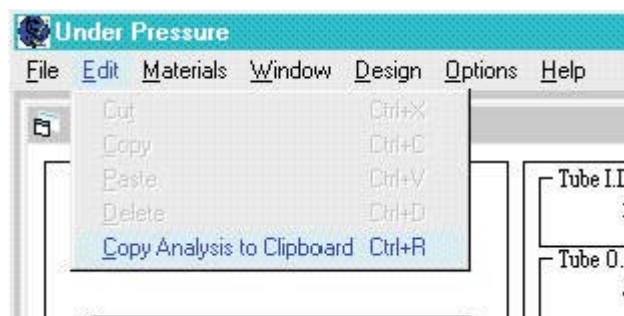 Under Pressure
File Edit Materials Window Design Options Help
Cut Ctrl+X
Copy Ctrl+C
Paste Ctrl+V
Delete Ctrl+D
Copy Analysis to Clipboard Ctrl+R
Tube I.D
Tube O.